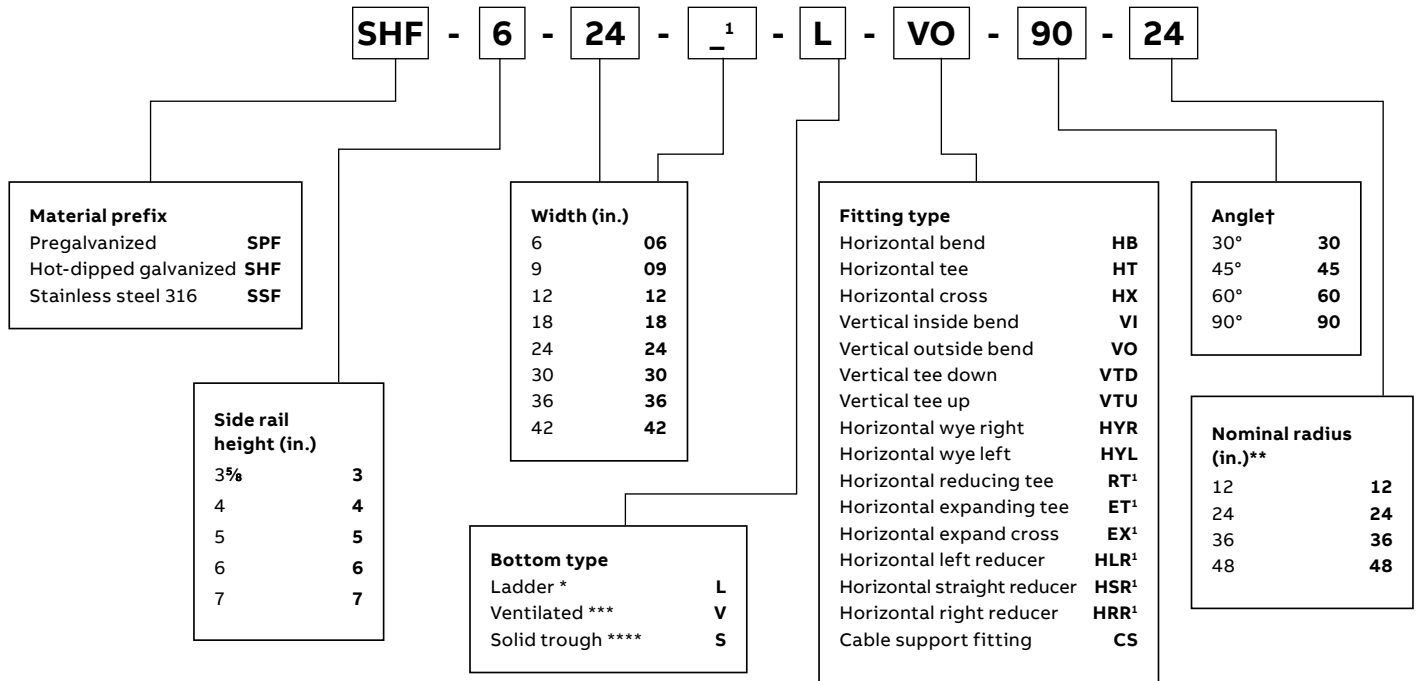 SHF - 6 - 24 - _¹ - L - VO - 90 - 24
Material prefix
Pregalvanized SPF
Hot-dipped galvanized SHF
Stainless steel 316 SSF
Side rail
height (in.)
3⅝ 3
4 4
5 5
6 6
7 7
Width (in.)
6 06
9 09
12 12
18 18
24 24
30 30
36 36
42 42
Bottom type
Ladder * L
Ventilated *** V
Solid trough **** S
Fitting type
Horizontal bend HB
Horizontal tee HT
Horizontal cross HX
Vertical inside bend VI
Vertical outside bend VO
Vertical tee down VTD
Vertical tee up VTU
Horizontal wye right HYR
Horizontal wye left HYL
Horizontal reducing tee RT¹
Horizontal expanding tee ET¹
Horizontal expand cross EX¹
Horizontal left reducer HLR¹
Horizontal straight reducer HSR¹
Horizontal right reducer HRR¹
Cable support fitting CS
Angle†
30° 30
45° 45
60° 60
90° 90
Nominal radius
(in.)**
12 12
24 24
36 36
48 48